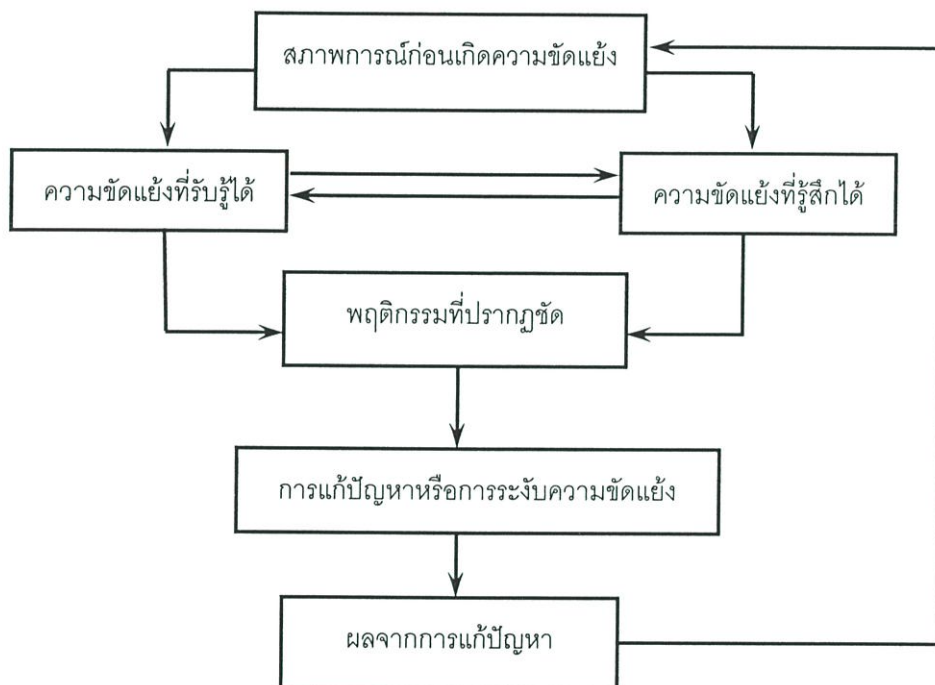 สภาพการณ์ก่อนเกิดความขัดแย้ง
ความขัดแย้งที่รับรู้ได้
ความขัดแย้งที่รู้สึกได้
พฤติกรรมที่ปรากฏชัด
การแก้ปัญหาหรือการระงับความขัดแย้ง
ผลจากการแก้ปัญหา